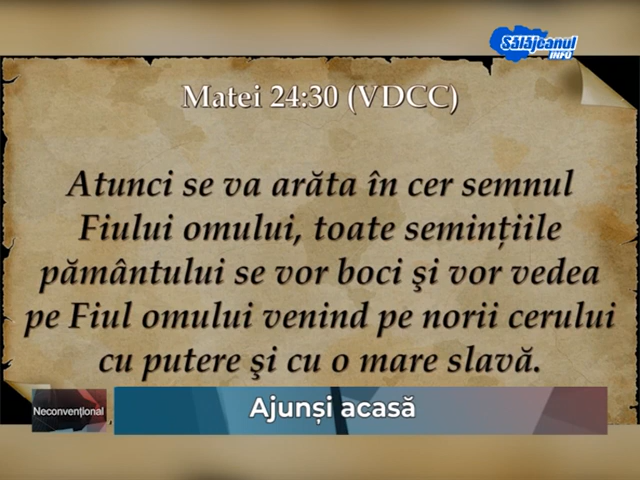 Sălăjeanul
INFO
Matei 24:30 (VDCC)
Atunci se va arăta în cer semnul
Fiului omului, toate seminţiile
pământului se vor boci şi vor vedea
pe Fiul omului venind pe norii cerului
cu putere şi cu o mare slavă.
Neconvențional
Ajunși acasă